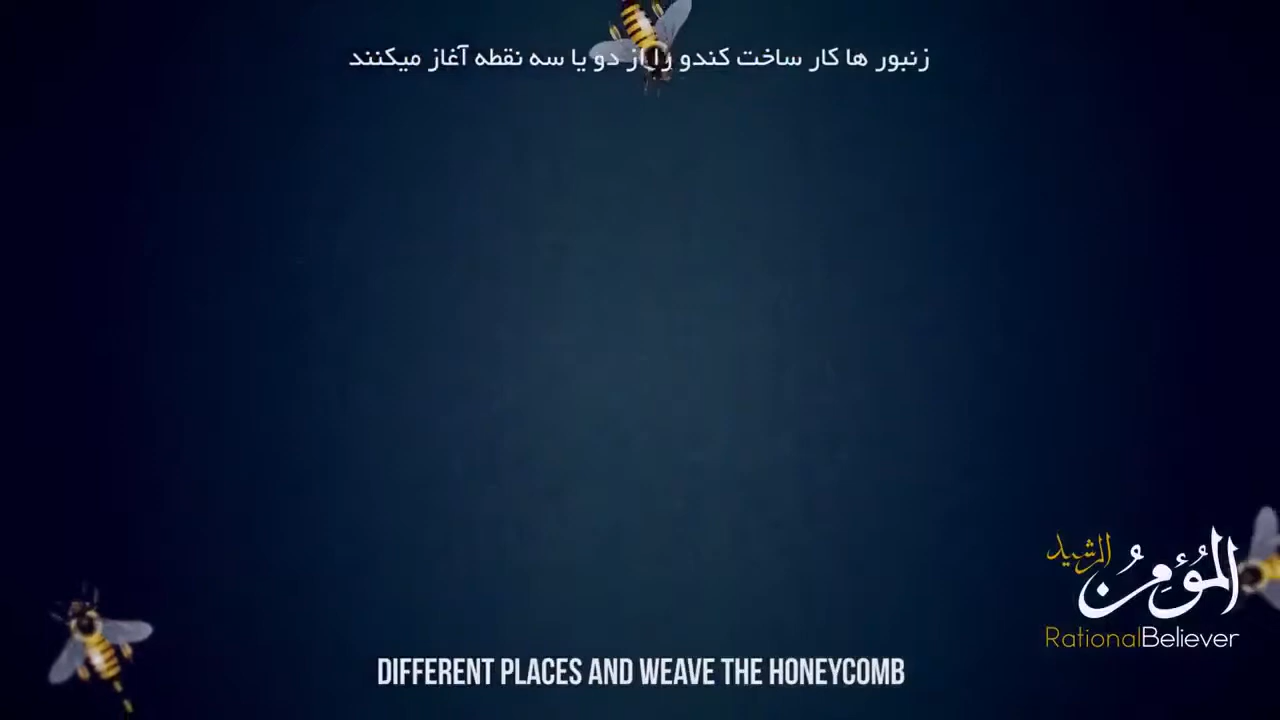 زنبور ها کار ساخت کندو را از دو یا سه نقطه آغاز میکنند
الرشيد
المؤمن
RationalBeliever
DIFFERENT PLACES AND WEAVE THE HONEYCOMB